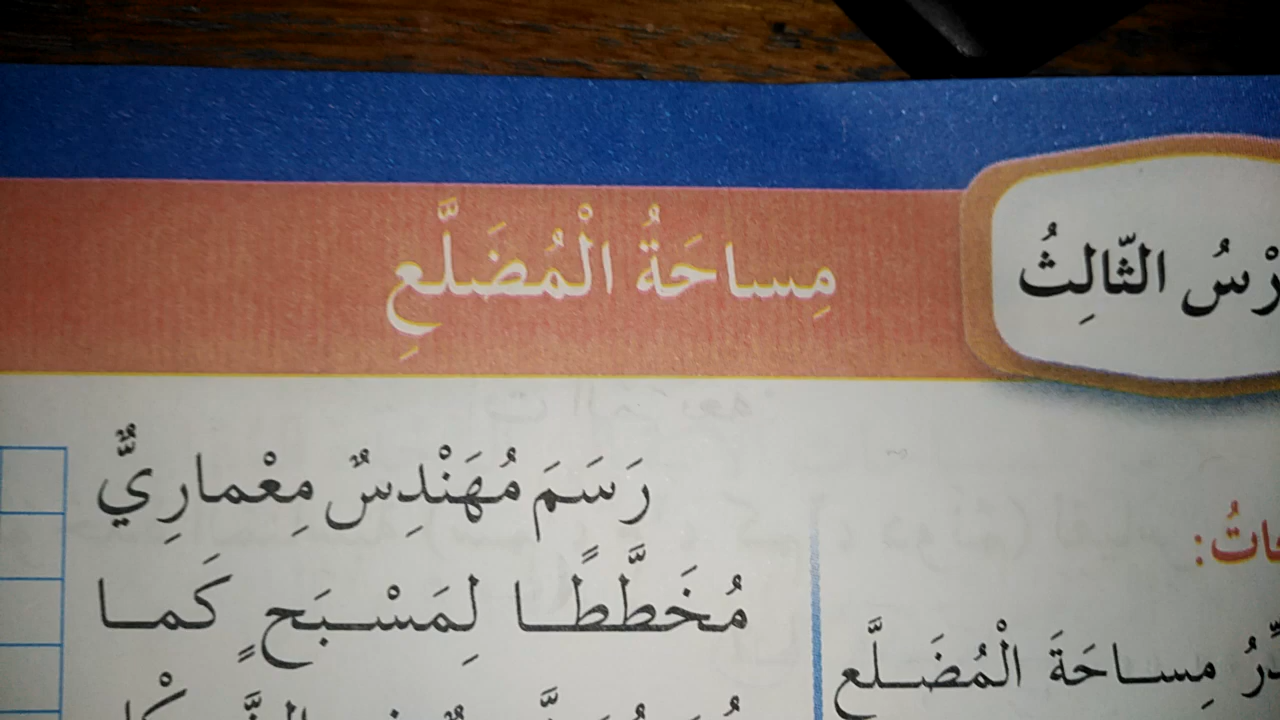 الثّالِثُ
مِساحَةُ الْمُضَلَّعِ
رَسَمَ مُهَنْدِسٌ مِعْمارِيٌّ
مُخَطَّطًا لِمَسْبَحٍ كَما
مِساحَةَ الْمُضَلَّعِ